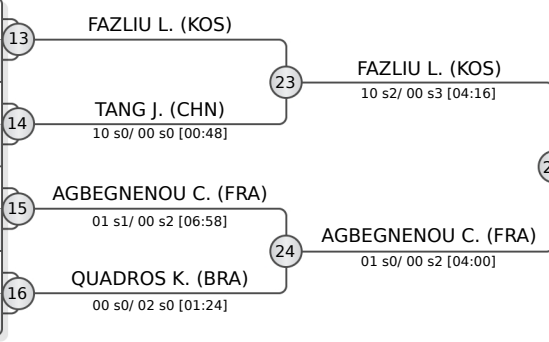 FAZLIU L. (KOS)
13
FAZLIU L. (KOS)
23
10 s2/ 00 s3 [04:16]
TANG J. (CHN)
14
10 s0/ 00 s0 [00:48]
2
AGBEGNENOU C. (FRA)
15
01 s1/ 00 s2 [06:58]
AGBEGNENOU C. (FRA)
24
01 s0/ 00 s2 [04:00]
QUADROS K. (BRA)
16
00 s0/ 02 s0 [01:24]